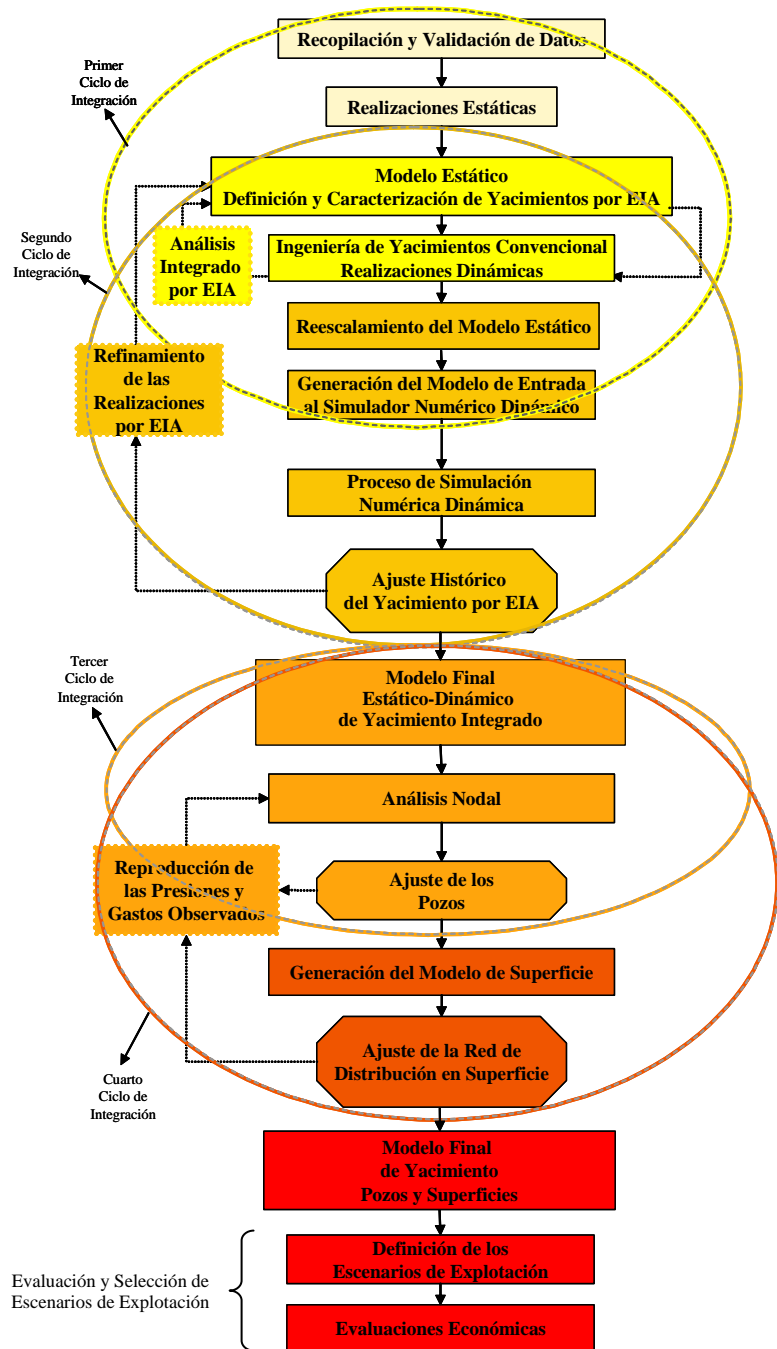 Recopilación y Validación de Datos
Primer
Ciclo de
Integración
Realizaciones Estáticas
Modelo Estático
Definición y Caracterización de Yacimientos por EIA
Segundo
Ciclo de
Integración
Análisis
Integrado
por EIA
Ingeniería de Yacimientos Convencional
Realizaciones Dinámicas
Reescalamiento del Modelo Estático
Refinamiento
de las
Realizaciones
por EIA
Generación del Modelo de Entrada
al Simulador Numérico Dinámico
Proceso de Simulación
Numérica Dinámica
Ajuste Histórico
del Yacimiento por EIA
Tercer
Ciclo de
Integración
Modelo Final
Estático-Dinámico
de Yacimiento Integrado
Análisis Nodal
Reproducción de
las Presiones y
Gastos Observados
Ajuste de los
Pozos
Generación del Modelo de Superficie
Ajuste de la Red de
Distribución en Superficie
Cuarto
Ciclo de
Integración
Modelo Final
de Yacimiento
Pozos y Superficies
Evaluación y Selección de
Escenarios de Explotación
Definición de los
Escenarios de Explotación
Evaluaciones Económicas